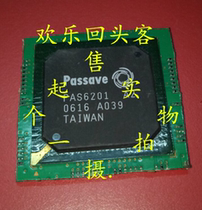 欢乐回头客
售
Passave
PAS6201
0616 A039
TAIWAN
个 起 实 物
一 拍
摄.